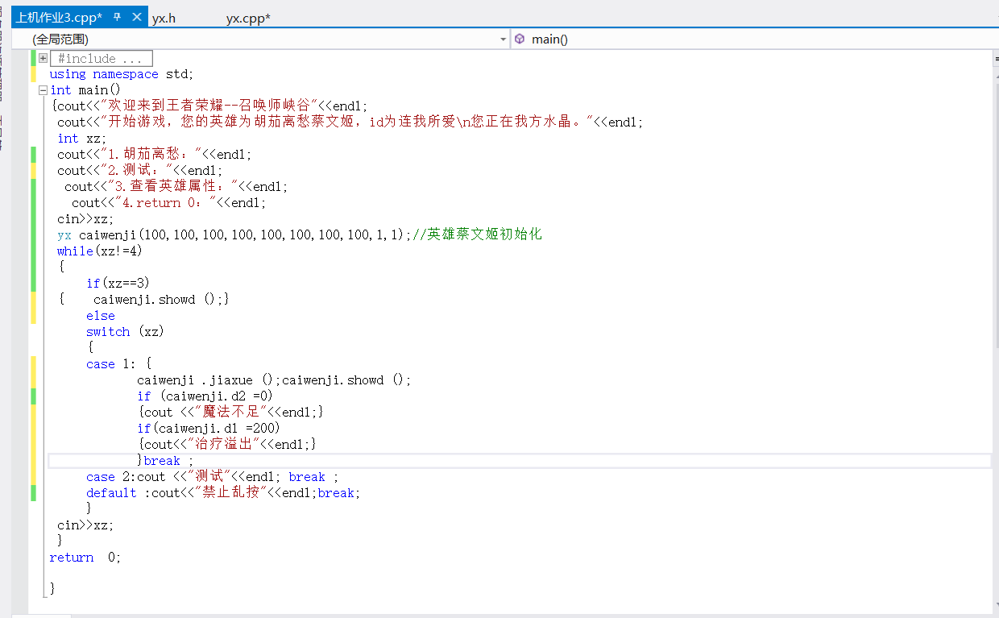 上机作业3.cpp* yx.h yx.cpp*
(全局范围) main()
#include ...
using namespace std;
int main()
{cout<<"欢迎来到王者荣耀--召唤师峡谷"<<endl;
cout<<"开始游戏，您的英雄为胡茄离愁蔡文姬，id为连我所爱\n您正在我方水晶。"<<endl;
int xz;
cout<<"1.胡茄离愁："<<endl;
cout<<"2.测试："<<endl;
cout<<"3.查看英雄属性："<<endl;
cout<<"4.return 0："<<endl;
cin>>xz;
yx caiwenji(100,100,100,100,100,100,100,100,1,1);//英雄蔡文姬初始化
while(xz!=4)
{
if(xz==3)
{ caiwenji.showd ();}
else
switch (xz)
{
case 1: {
caiwenji .jiaxue ();caiwenji.showd ();
if (caiwenji.d2 =0)
{cout <<"魔法不足"<<endl;}
if(caiwenji.d1 =200)
{cout<<"治疗溢出"<<endl;}
}break ;
case 2:cout <<"测试"<<endl; break ;
default :cout<<"禁止乱按"<<endl;break;
}
cin>>xz;
}
return 0;
}